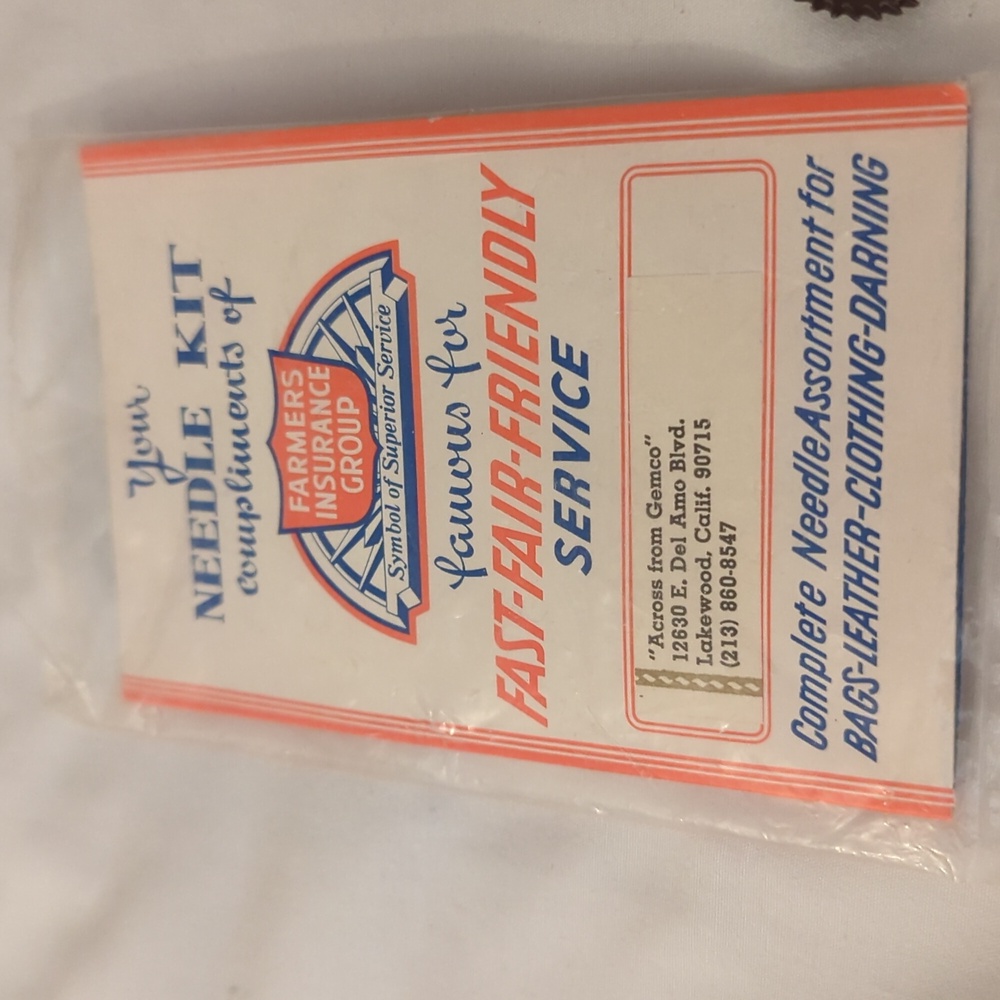 Your
NEEDLE KIT
compliments of
FARMERS
INSURANCE
GROUP
Symbol of Superior Service
famous for
FAST-FAIR-FRIENDLY
SERVICE
"Across from Gemco"
12630 E. Del Amo Blvd.
Lakewood, Calif. 90715
(213) 860-8547
Complete Needle Assortment for
BAGS-LEATHER-CLOTHING-DARNING